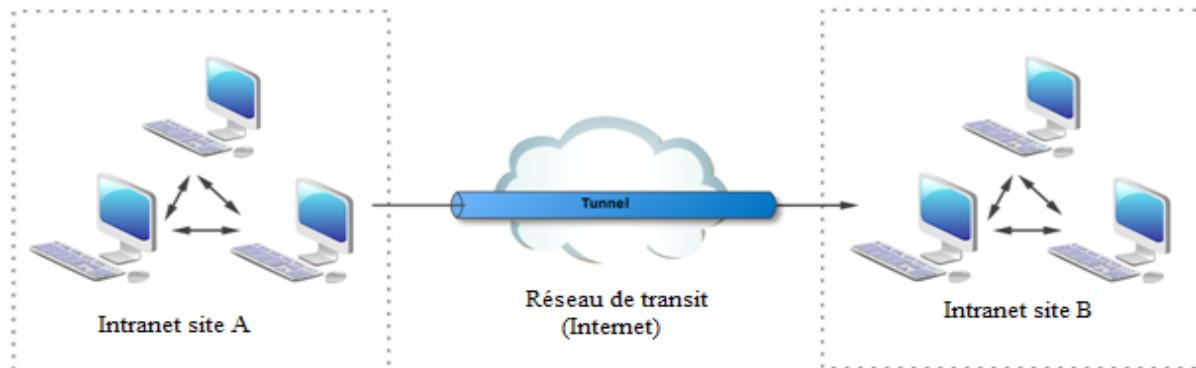 Tunnel
Intranet site A
Réseau de transit
(Internet)
Intranet site B